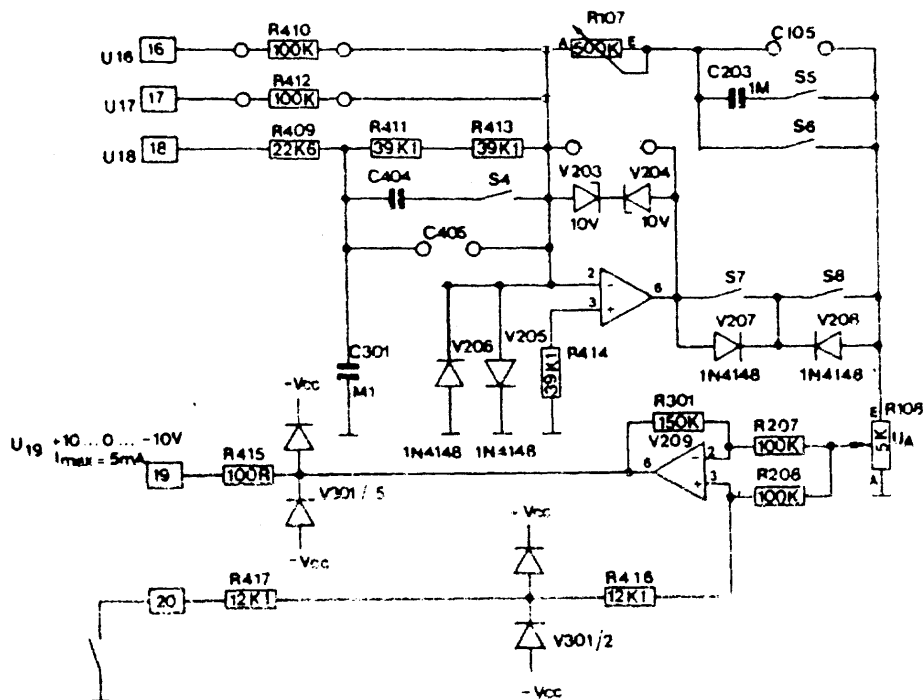 R107
U16 16 R410 100K
A 500K E
C105
C203 1M S5
U17 17 R412 100K
S6
U18 18 R409 22K6 R411 39K1 R413 39K1
C404 S4
V203 V204
10V 10V
C405
2 - 6
3 +
S7 S8
V207 V208
1N4148 1N4148
V206 V205
R414 39K1
C301 M1
-Vcc
1N4148 1N4148
R301 150K
V209
R207 100K
R108 E 5K UA A
U19 +10...0...-10V
Imax = 5mA
19 R415 100R
6 2 - 3 +
R208 100K
V301/5
-Vcc
-Vcc
20 R417 12K1
R416 12K1
V301/2
-Vcc